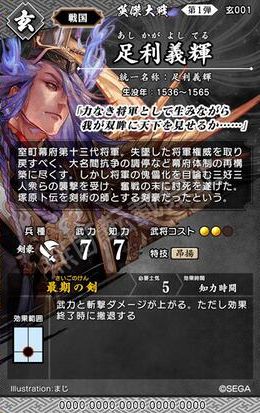 玄
戦国
英傑大戦
第1弾
玄001
あしかが よしてる
足利義輝
統一名称：足利義輝
生没年：1536～1565
「力なき将軍として生みながら
我が双眸に天下を見せるか……」
室町幕府第十三代将軍。失墜した将軍権威を取り
戻すべく、大名間抗争の調停など幕府体制の再構
築に尽くす。しかし将軍の傀儡化を目論む三好三
人衆らの襲撃を受け、奮戦の末に討死を遂げた。
塚原卜伝を剣術の師とする剣豪だったという。
兵種
武力
知力
武将コスト
剣豪
7
7
特技
昂揚
さいごのけん
最期の剣
必要士気
5
効果時間
知力時間
効果範囲
武力と斬撃ダメージが上がる。ただし効果
終了時に撤退する
Illustration:まじ
©SEGA
0000-0000-0000-0000-0000